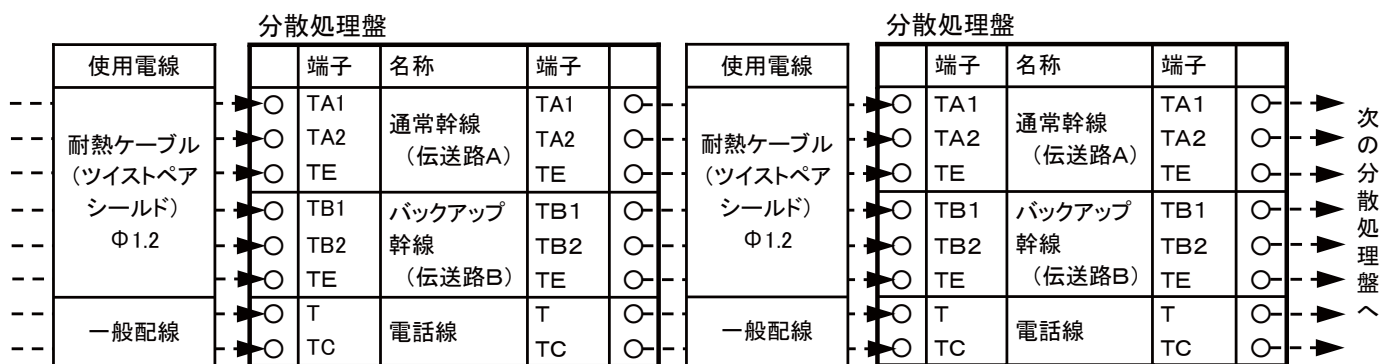 分散処理盤
分散処理盤
使用電線
端子 名称 端子
使用電線
端子 名称 端子
耐熱ケーブル
(ツイストペア
シールド)
Φ1.2
TA1
TA2
TE
通常幹線
(伝送路A)
TA1
TA2
TE
TB1
TB2
TE
バックアップ
幹線
(伝送路B)
TB1
TB2
TE
一般配線
T
TC
電話線
T
TC
耐熱ケーブル
(ツイストペア
シールド)
Φ1.2
TA1
TA2
TE
通常幹線
(伝送路A)
TA1
TA2
TE
TB1
TB2
TE
バックアップ
幹線
(伝送路B)
TB1
TB2
TE
一般配線
T
TC
電話線
T
TC
次の分散処理盤へ